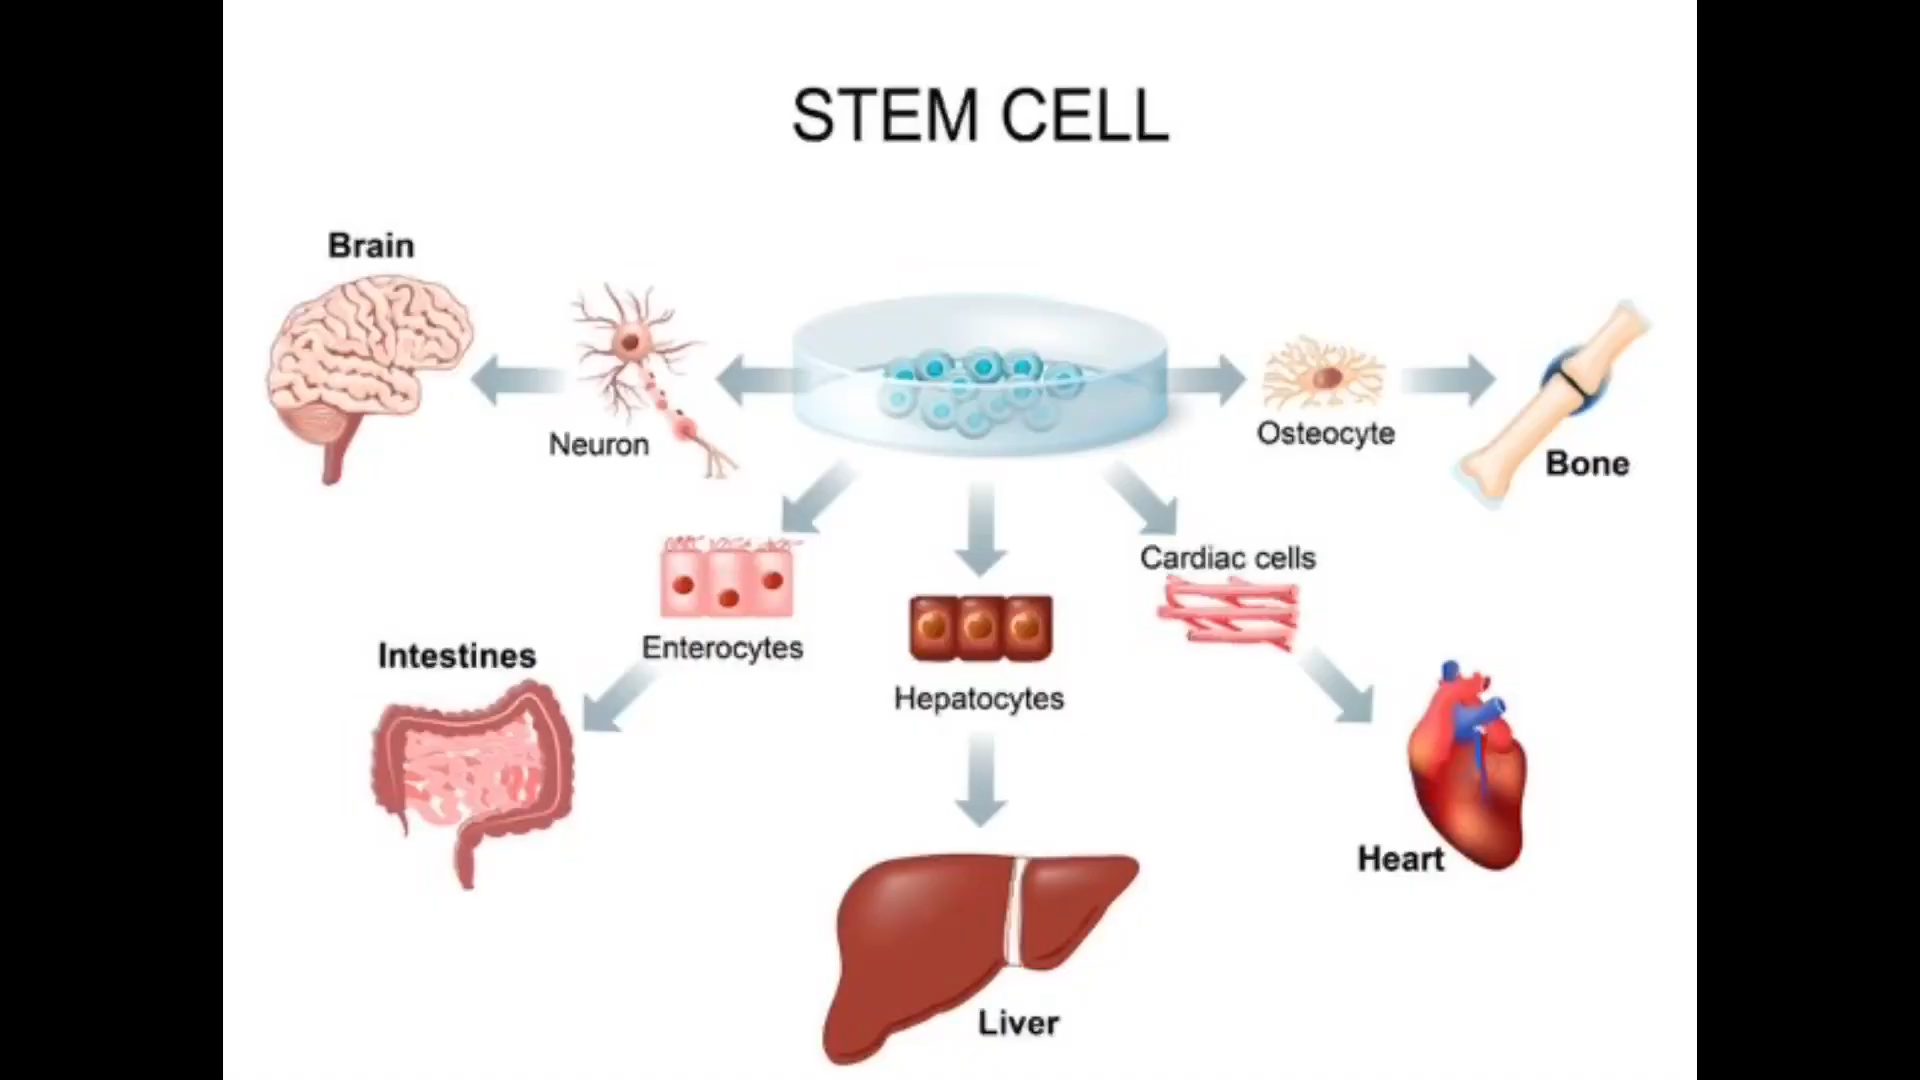 STEM CELL
Brain
Neuron
Osteocyte
Bone
Cardiac cells
Enterocytes
Intestines
Hepatocytes
Heart
Liver